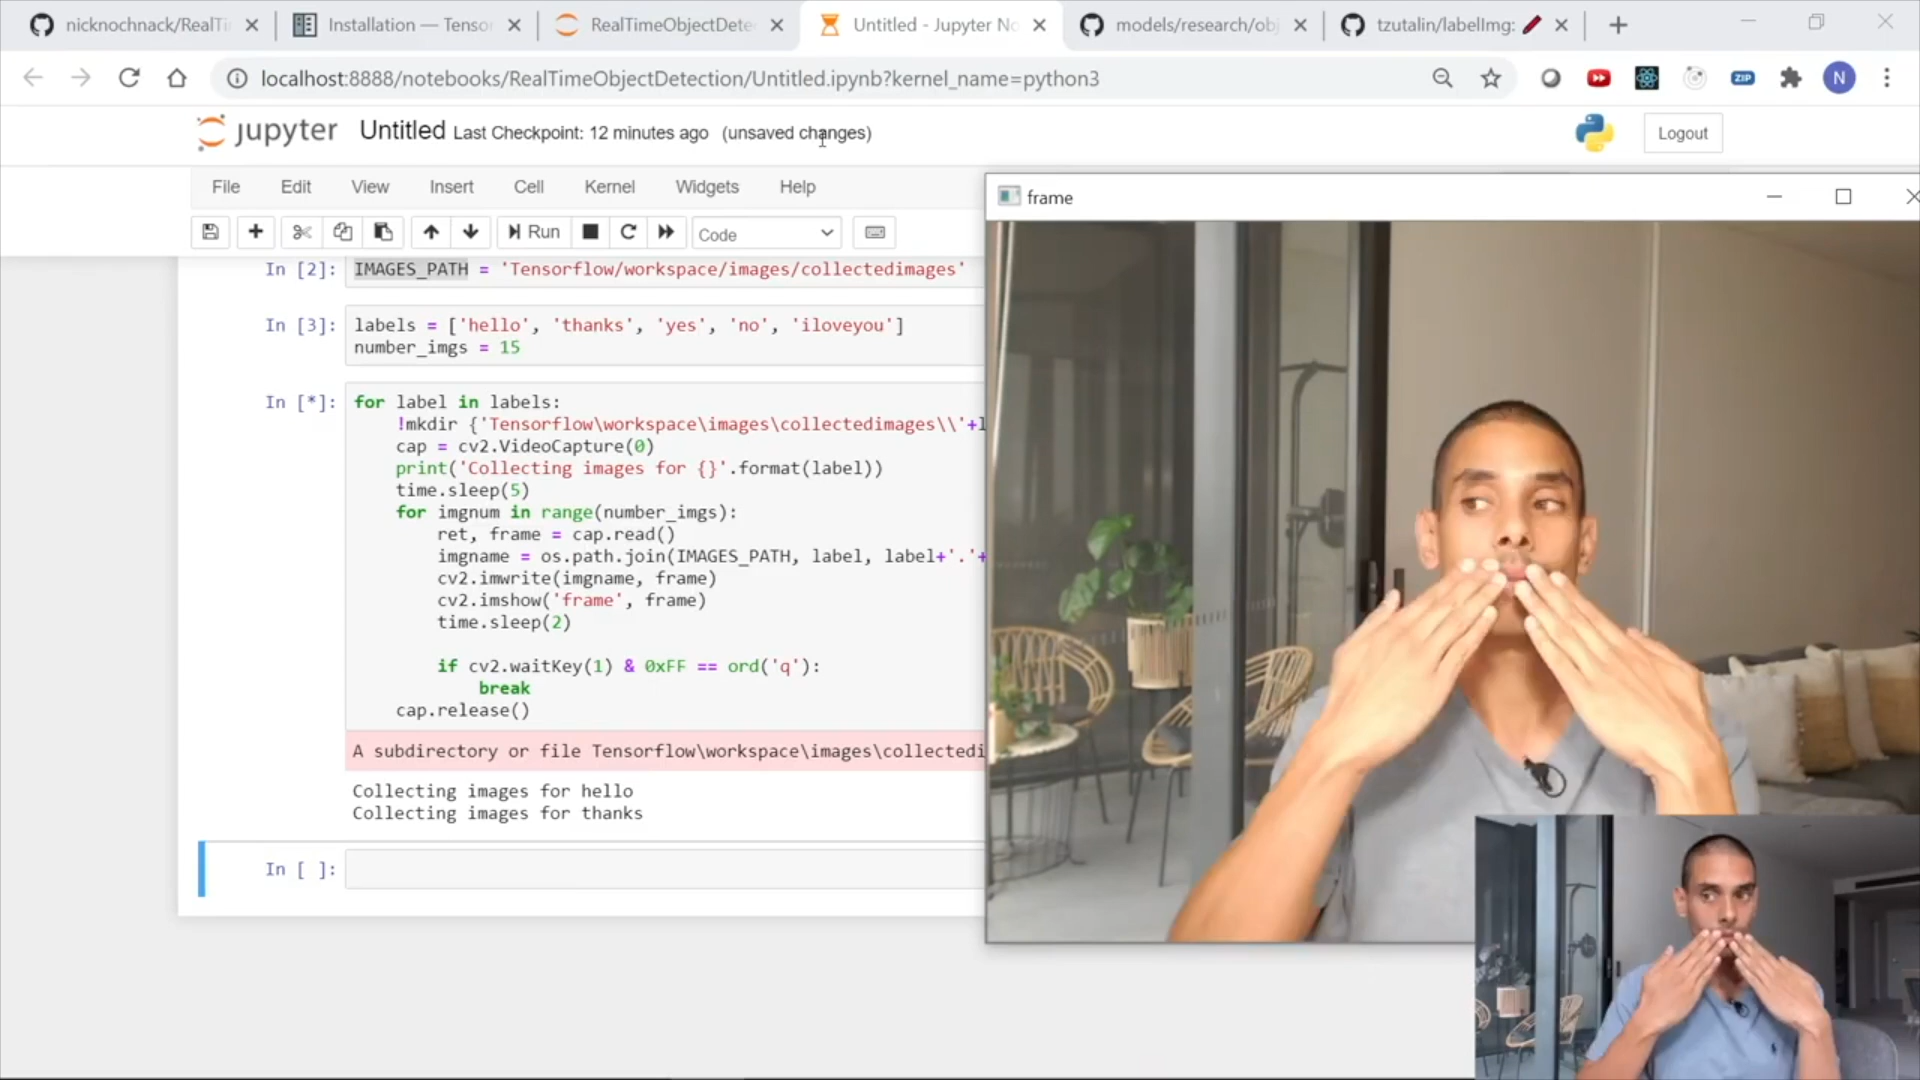 nicknochnack/RealTi
Installation — Tenso
RealTimeObjectDete
Untitled - Jupyter No
models/research/obj
tzutalin/labelImg:
localhost:8888/notebooks/RealTimeObjectDetection/Untitled.ipynb?kernel_name=python3
ZIP
N
jupyter Untitled Last Checkpoint: 12 minutes ago (unsaved changes)
Logout
File Edit View Insert Cell Kernel Widgets Help
Run Code
frame
In [2]: IMAGES_PATH = 'Tensorflow/workspace/images/collectedimages'
In [3]: labels = ['hello', 'thanks', 'yes', 'no', 'iloveyou']
number_imgs = 15
In [*]: for label in labels:
!mkdir {'Tensorflow\workspace\images\collectedimages\\'+l
cap = cv2.VideoCapture(0)
print('Collecting images for {}'.format(label))
time.sleep(5)
for imgnum in range(number_imgs):
ret, frame = cap.read()
imgname = os.path.join(IMAGES_PATH, label, label+'.'+
cv2.imwrite(imgname, frame)
cv2.imshow('frame', frame)
time.sleep(2)
if cv2.waitKey(1) & 0xFF == ord('q'):
break
cap.release()
A subdirectory or file Tensorflow\workspace\images\collectedi
Collecting images for hello
Collecting images for thanks
In [ ]: